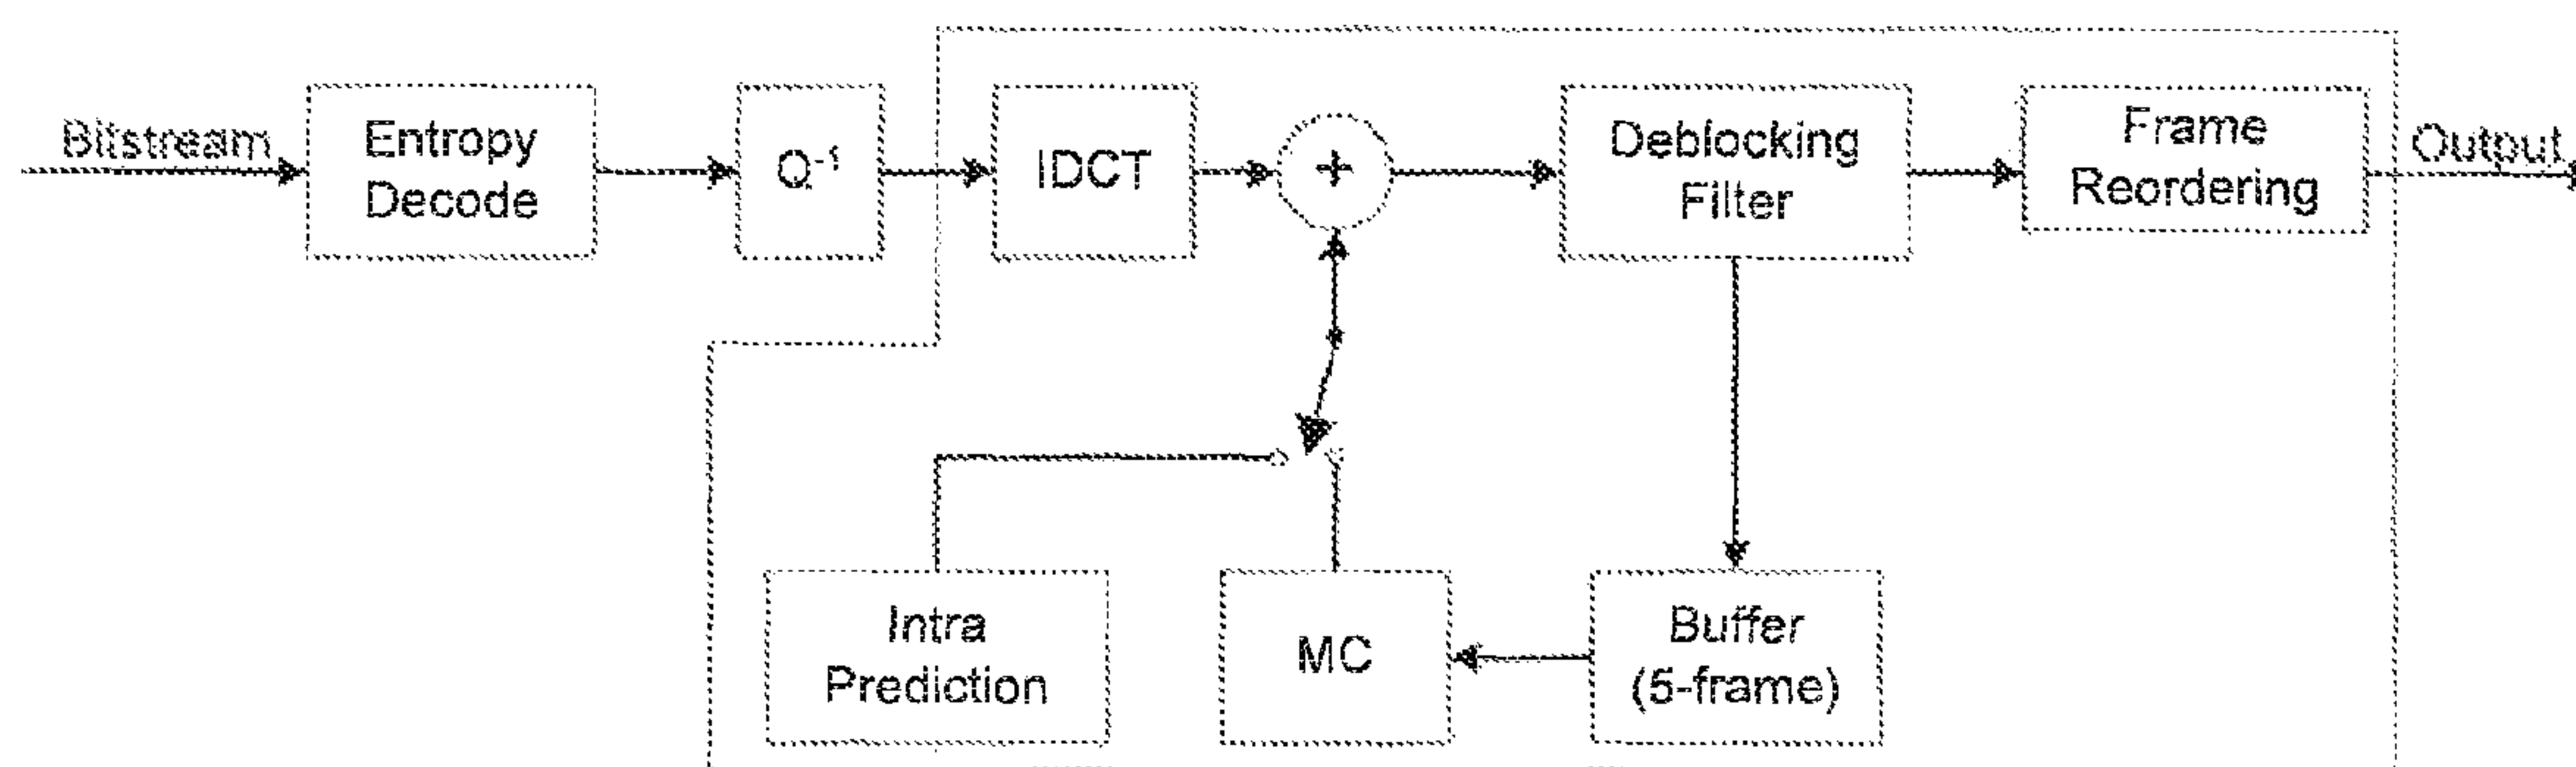 Bitstream
Entropy
Decode
Q-1
IDCT
+
Deblocking
Filter
Frame
Reordering
Output
Intra
Prediction
MC
Buffer
(5-frame)